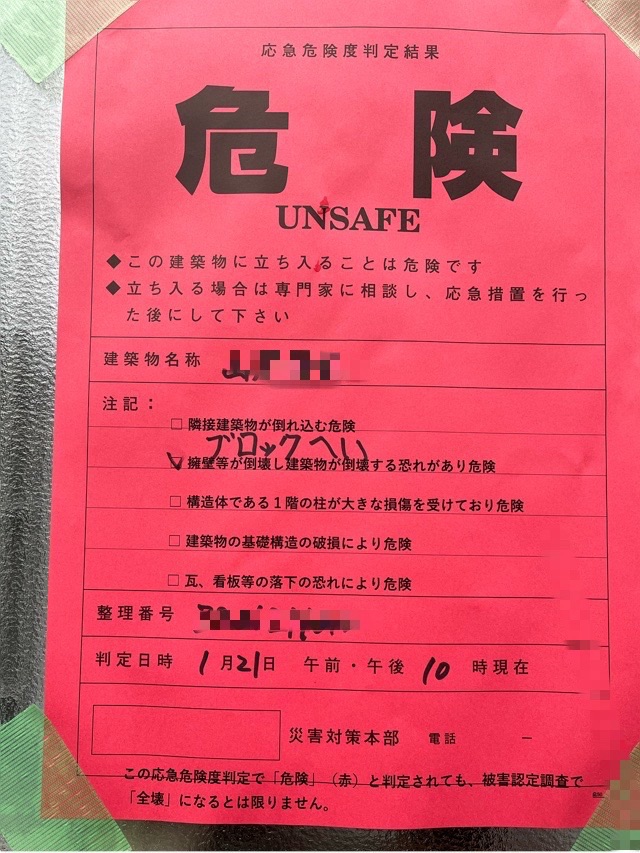 応急危険度判定結果
危険
UNSAFE
◆この建築物に立ち入ることは危険です
◆立ち入る場合は専門家に相談し、応急措置を行っ
た後にして下さい
建築物名称
注記：
□ 隣接建築物が倒れ込む危険
ブロックへい
☑ 擁壁等が倒壊し建築物が倒壊する恐れがあり危険
□ 構造体である１階の柱が大きな損傷を受けており危険
□ 建築物の基礎構造の破損により危険
□ 瓦、看板等の落下の恐れにより危険
整理番号
判定日時 1月21日 午前・午後 10時現在
災害対策本部 電話 －
この応急危険度判定で「危険」（赤）と判定されても、被害認定調査で
「全壊」になるとは限りません。